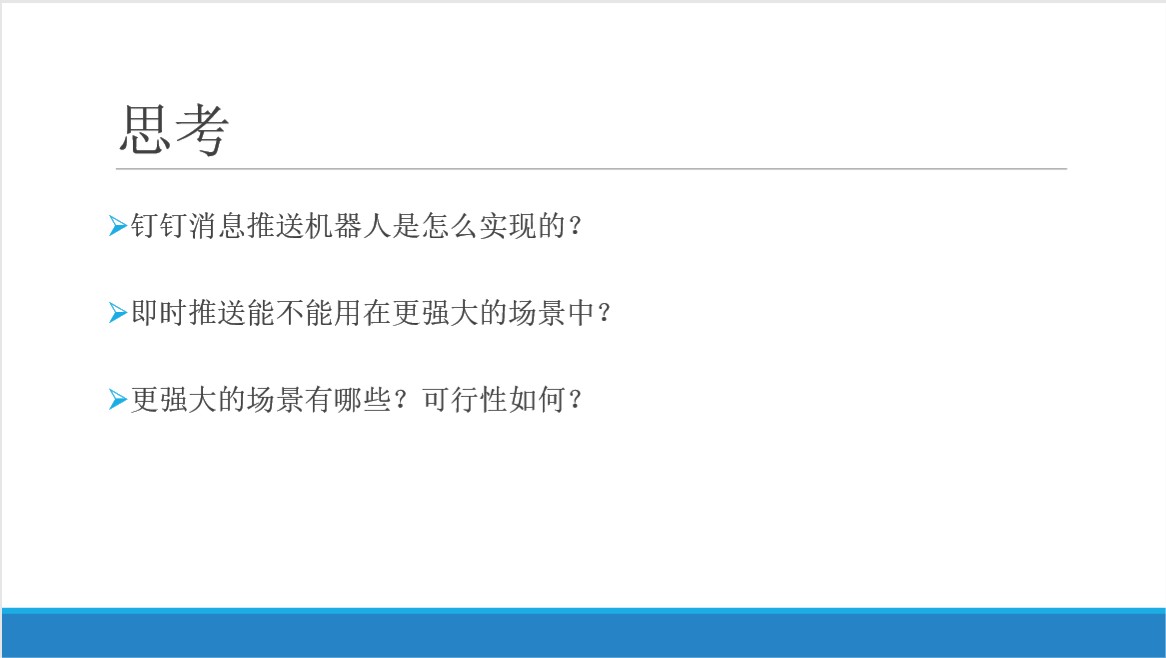 思考
钉钉消息推送机器人是怎么实现的？
即时推送能不能用在更强大的场景中？
更强大的场景有哪些？可行性如何？